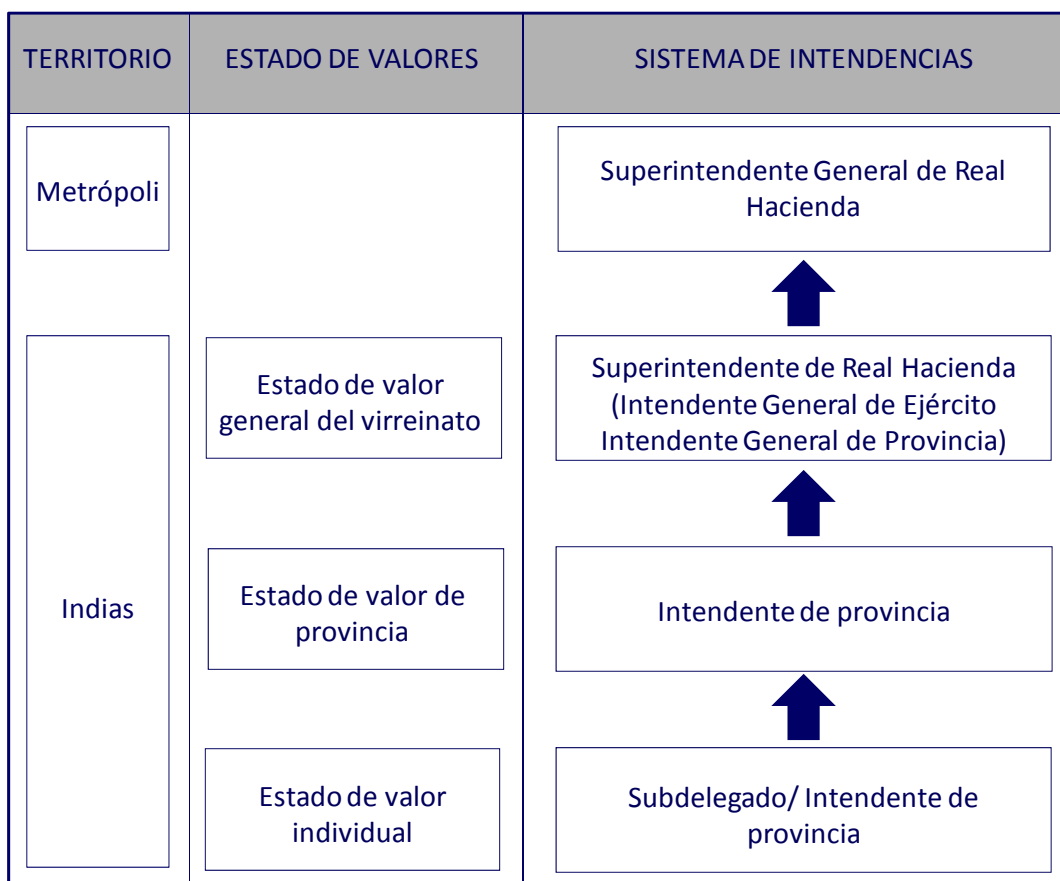 TERRITORIO
ESTADO DE VALORES
SISTEMA DE INTENDENCIAS
Metrópoli
Superintendente General de Real
Hacienda
Indias
Estado de valor
general del virreinato
Superintendente de Real Hacienda
(Intendente General de Ejército
Intendente General de Provincia)
Estado de valor de
provincia
Intendente de provincia
Estado de valor
individual
Subdelegado/ Intendente de
provincia